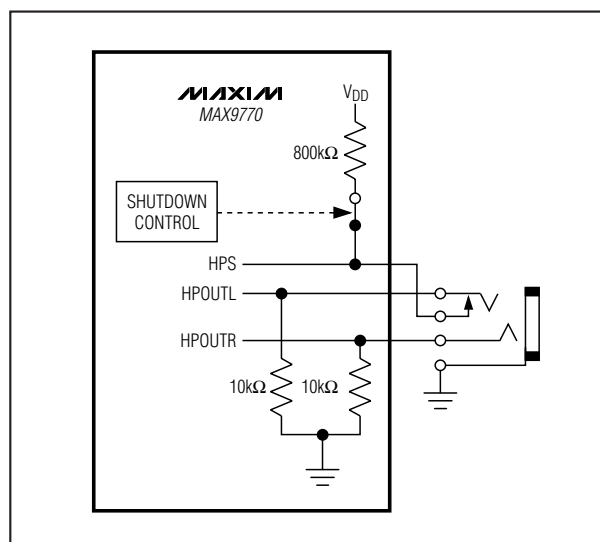 MAXIM
MAX9770
VDD
800kΩ
SHUTDOWN
CONTROL
HPS
HPOUTL
HPOUTR
10kΩ 10kΩ